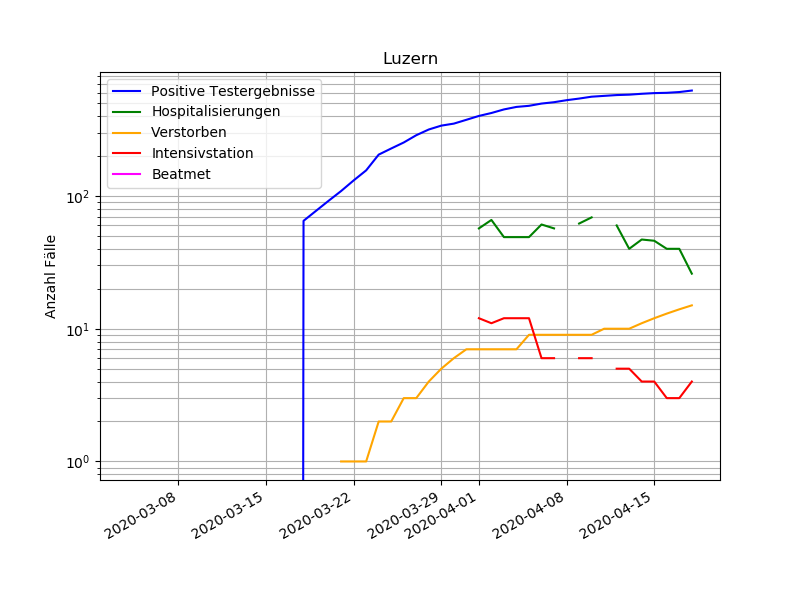 Luzern
Positive Testergebnisse
Hospitalisierungen
Verstorben
Intensivstation
Beatmet
Anzahl Fälle
10²
10¹
10⁰
2020-03-08
2020-03-15
2020-03-22
2020-03-29
2020-04-01
2020-04-08
2020-04-15